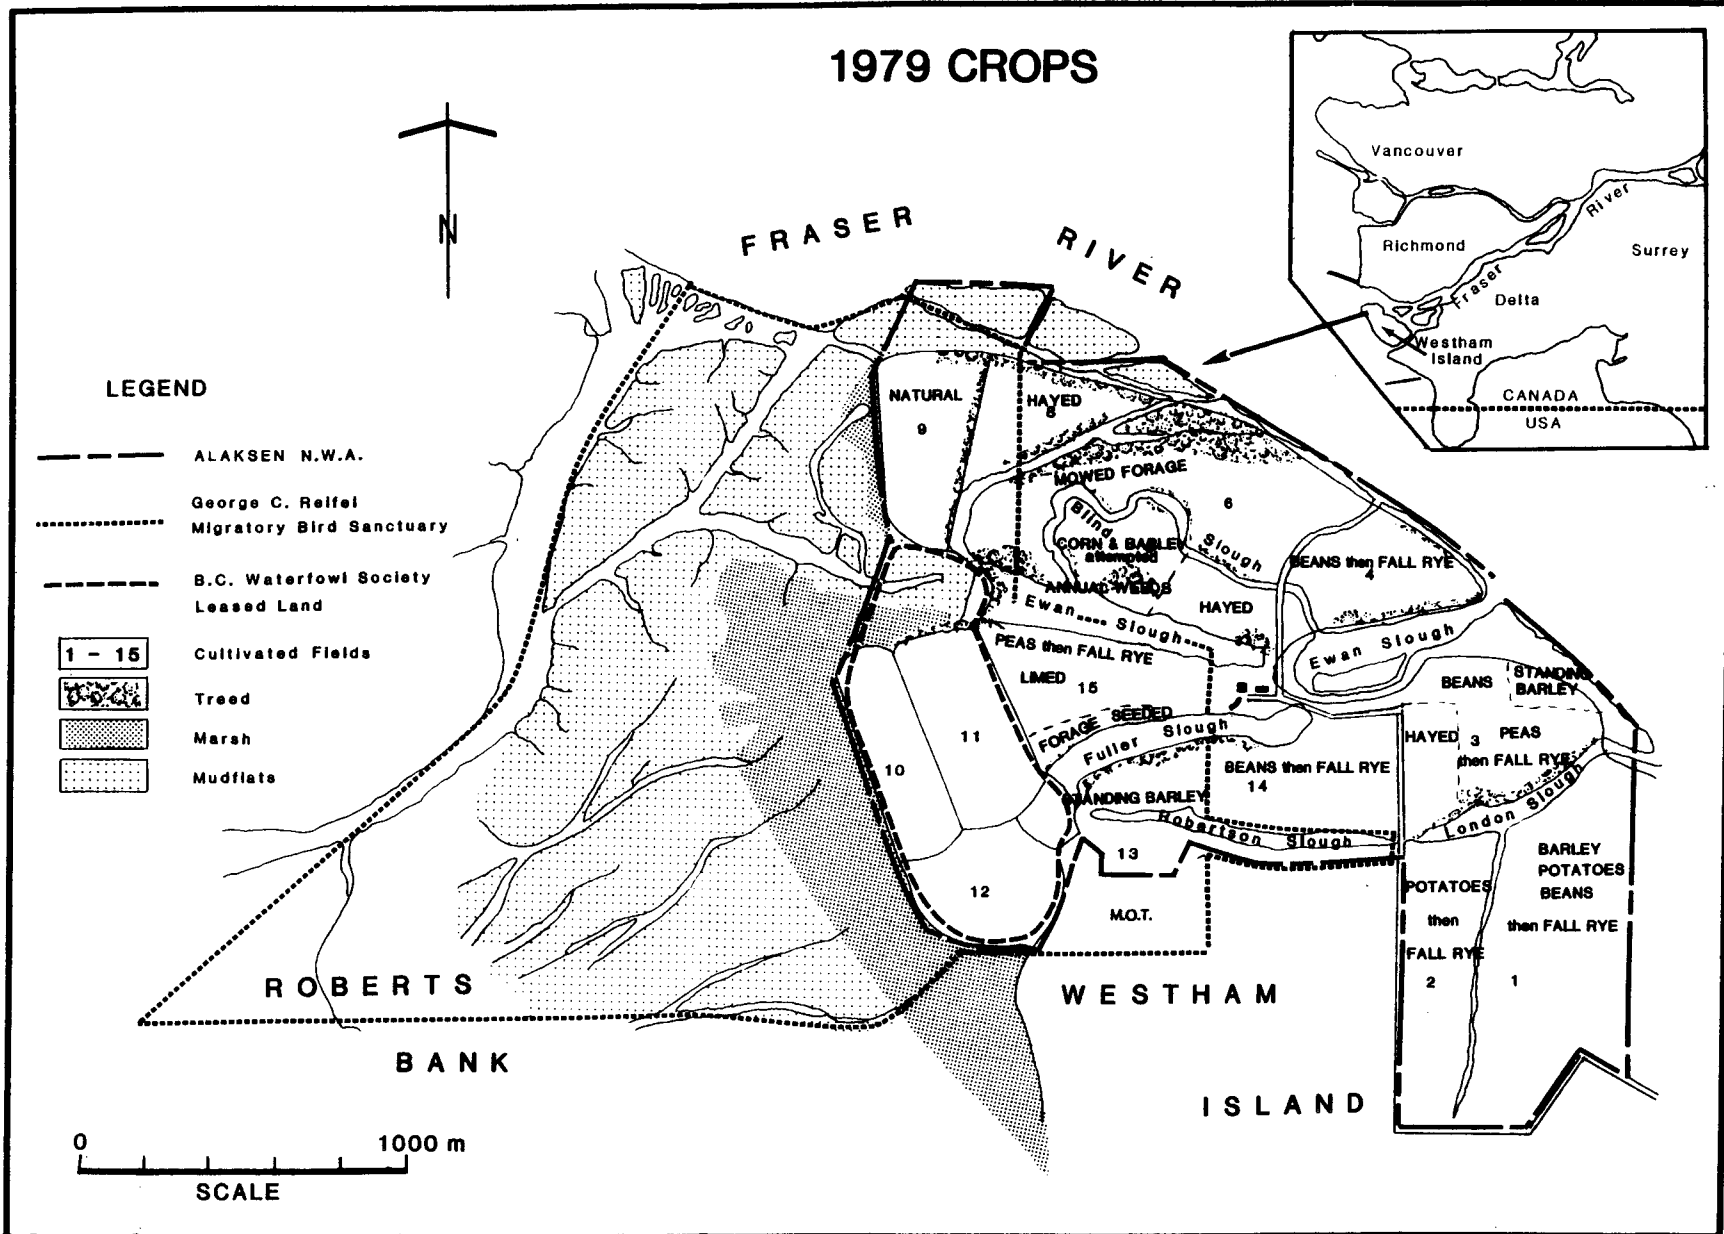 1979 CROPS
N
FRASER RIVER
Vancouver
Richmond
Fraser River
Surrey
Delta
Westham
Island
CANADA
USA
LEGEND
ALAKSEN N.W.A.
George C. Reifel
Migratory Bird Sanctuary
B.C. Waterfowl Society
Leased Land
1 - 15
Cultivated Fields
Treed
Marsh
Mudflats
NATURAL
9
HAYED
8
MOWED FORAGE
6
Blind Slough
CORN & BARLEY
attempted
ANNUAL WEEDS
HAYED
BEANS then FALL RYE
4
Ewan Slough
Ewan Slough
PEAS then FALL RYE
LIMED
15
FORAGE SEEDED
Fuller Slough
BEANS
STANDING
BARLEY
HAYED
3
PEAS
then FALL RYE
London Slough
BEANS then FALL RYE
14
STANDING BARLEY
Robertson Slough
13
M.O.T.
10
11
12
BARLEY
POTATOES
BEANS
then FALL RYE
1
POTATOES
then
FALL RYE
2
ROBERTS
BANK
WESTHAM
ISLAND
0 1000 m
SCALE